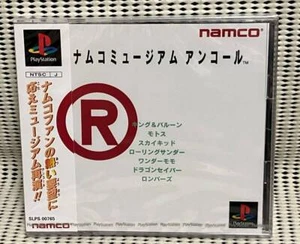 PlayStation
NTSC J
ナムコファンの熱い要望に
応えミュージアム再演!!
SLPS 00765
namco
namco
ナムコミュージアム アンコール™
PlayStation
R
キング&バルーン
モトス
スカイキッド
ローリングサンダー
ワンダーモモ
ドラゴンセイバー
ロンパーズ